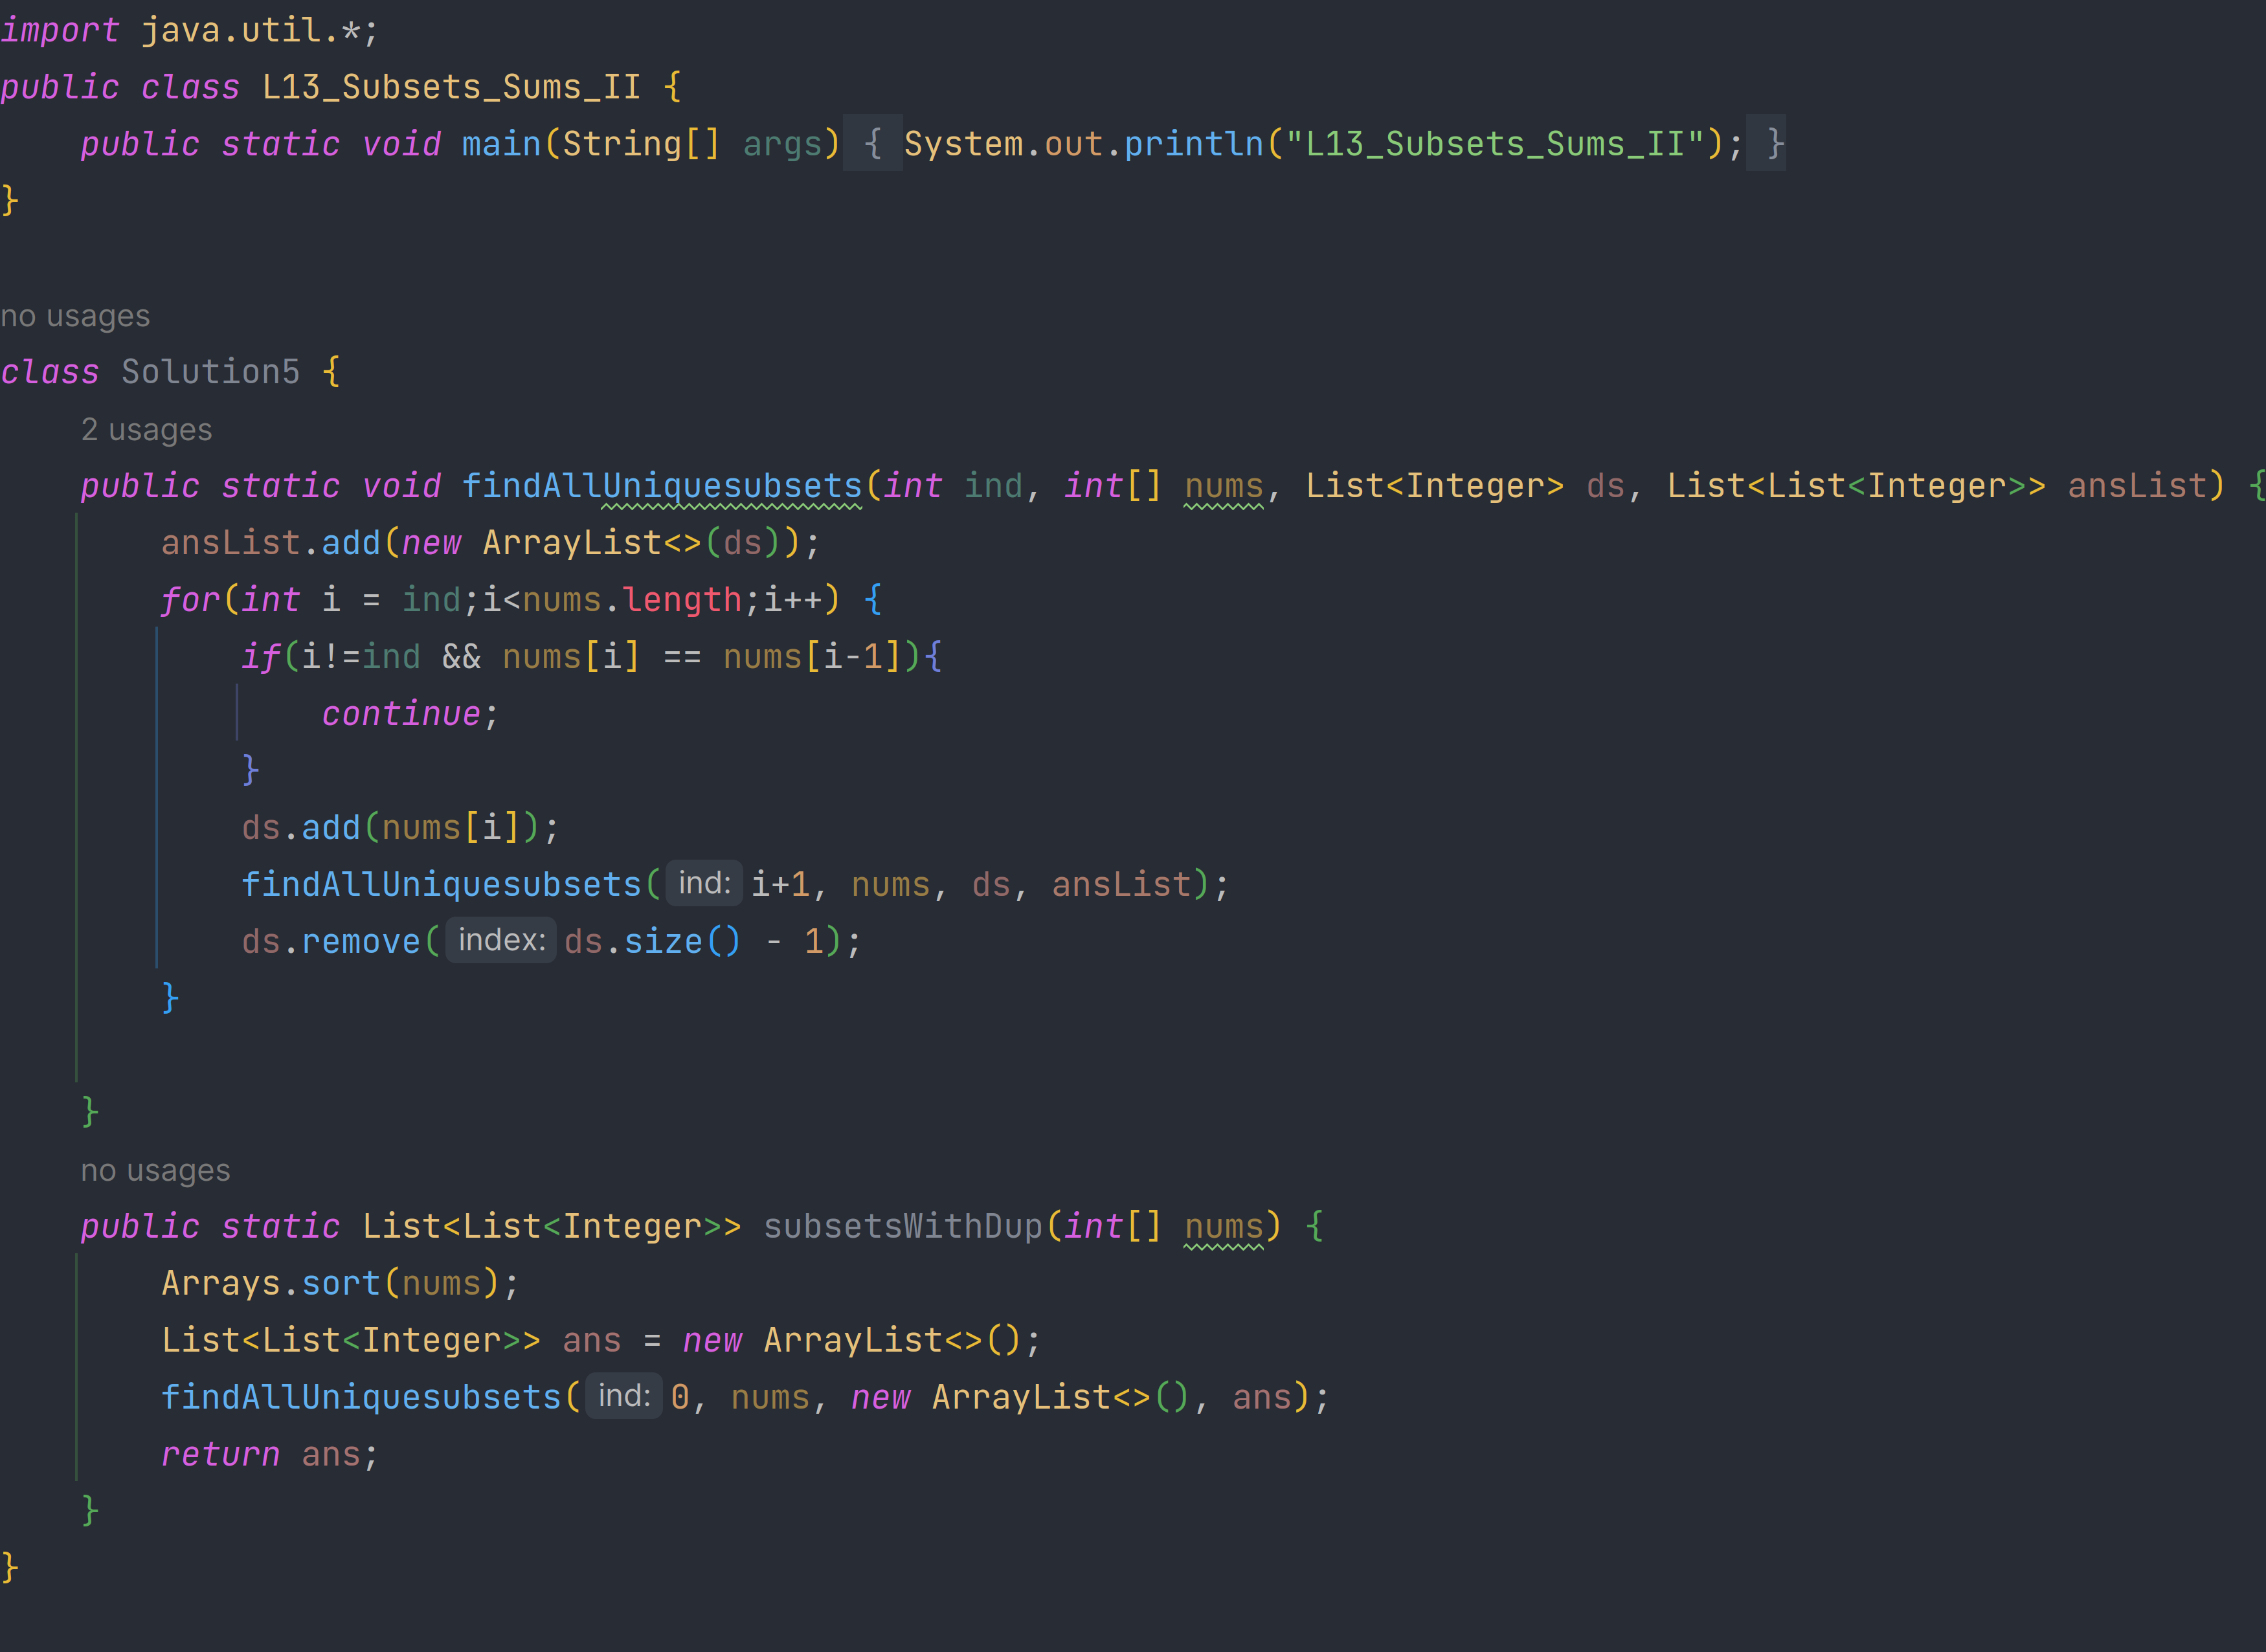 import java.util.*;
public class L13_Subsets_Sums_II {
    public static void main(String[] args) { System.out.println("L13_Subsets_Sums_II"); }
}
no usages
class Solution5 {
    2 usages
    public static void findAllUniquesubsets(int ind, int[] nums, List<Integer> ds, List<List<Integer>> ansList) {
        ansList.add(new ArrayList<>(ds));
        for(int i = ind;i<nums.length;i++) {
            if(i!=ind && nums[i] == nums[i-1]){
                continue;
            }
            ds.add(nums[i]);
            findAllUniquesubsets( ind: i+1, nums, ds, ansList);
            ds.remove( index: ds.size() - 1);
        }
    }
    no usages
    public static List<List<Integer>> subsetsWithDup(int[] nums) {
        Arrays.sort(nums);
        List<List<Integer>> ans = new ArrayList<>();
        findAllUniquesubsets( ind: 0, nums, new ArrayList<>(), ans);
        return ans;
    }
}